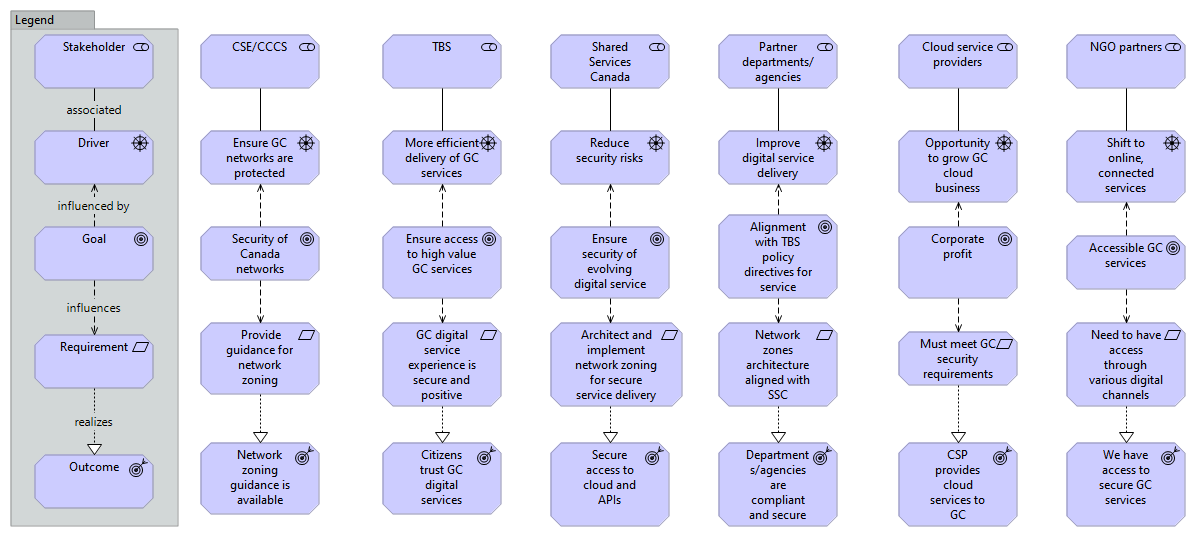 Legend
Stakeholder
associated
Driver
influenced by
Goal
influences
Requirement
realizes
Outcome
CSE/CCCS
Ensure GC
networks are
protected
Security of
Canada
networks
Provide
guidance for
network
zoning
Network
zoning
guidance is
available
TBS
More efficient
delivery of GC
services
Ensure access
to high value
GC services
GC digital
service
experience is
secure and
positive
Citizens
trust GC
digital
services
Shared
Services
Canada
Reduce
security risks
Ensure
security of
evolving
digital service
Architect and
implement
network zoning
for secure
service delivery
Secure
access to
cloud and
APIs
Partner
departments/
agencies
Improve
digital service
delivery
Alignment
with TBS
policy
directives for
service
Network
zones
architecture
aligned with
SSC
Department
s/agencies
are
compliant
and secure
Cloud service
providers
Opportunity
to grow GC
cloud
business
Corporate
profit
Must meet GC
security
requirements
CSP
provides
cloud
services to
GC
NGO partners
Shift to
online,
connected
services
Accessible GC
services
Need to have
access
through
various digital
channels
We have
access to
secure GC
services